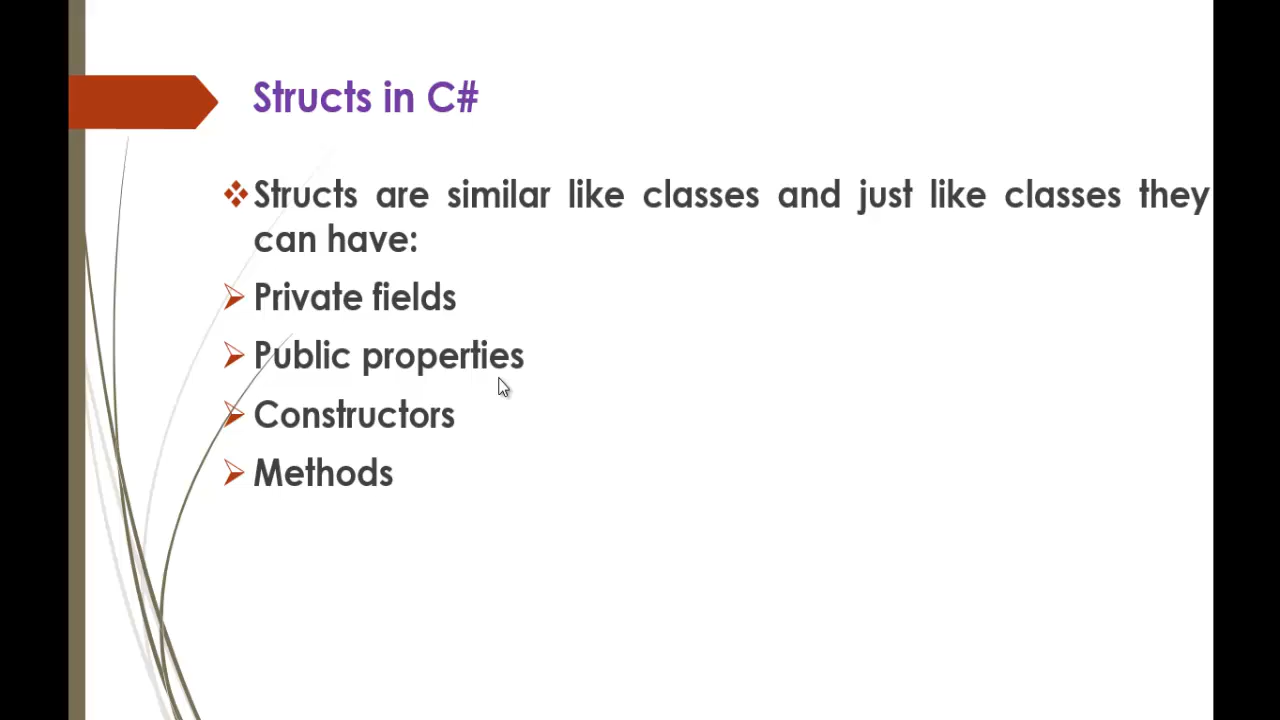 Structs in C#
Structs are similar like classes and just like classes they
can have:
Private fields
Public properties
Constructors
Methods